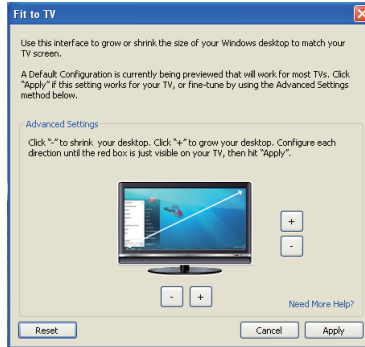 Fit to TV
Use this interface to grow or shrink the size of your Windows desktop to match your
TV screen.
A Default Configuration is currently being previewed that will work for most TVs. Click
"Apply" if this setting works for your TV, or fine-tune by using the Advanced Settings
method below.
Advanced Settings
Click "-" to shrink your desktop. Click "+" to grow your desktop. Configure each
direction until the red box is just visible on your TV, then hit "Apply".
+
-
- +
Need More Help?
Reset Cancel Apply